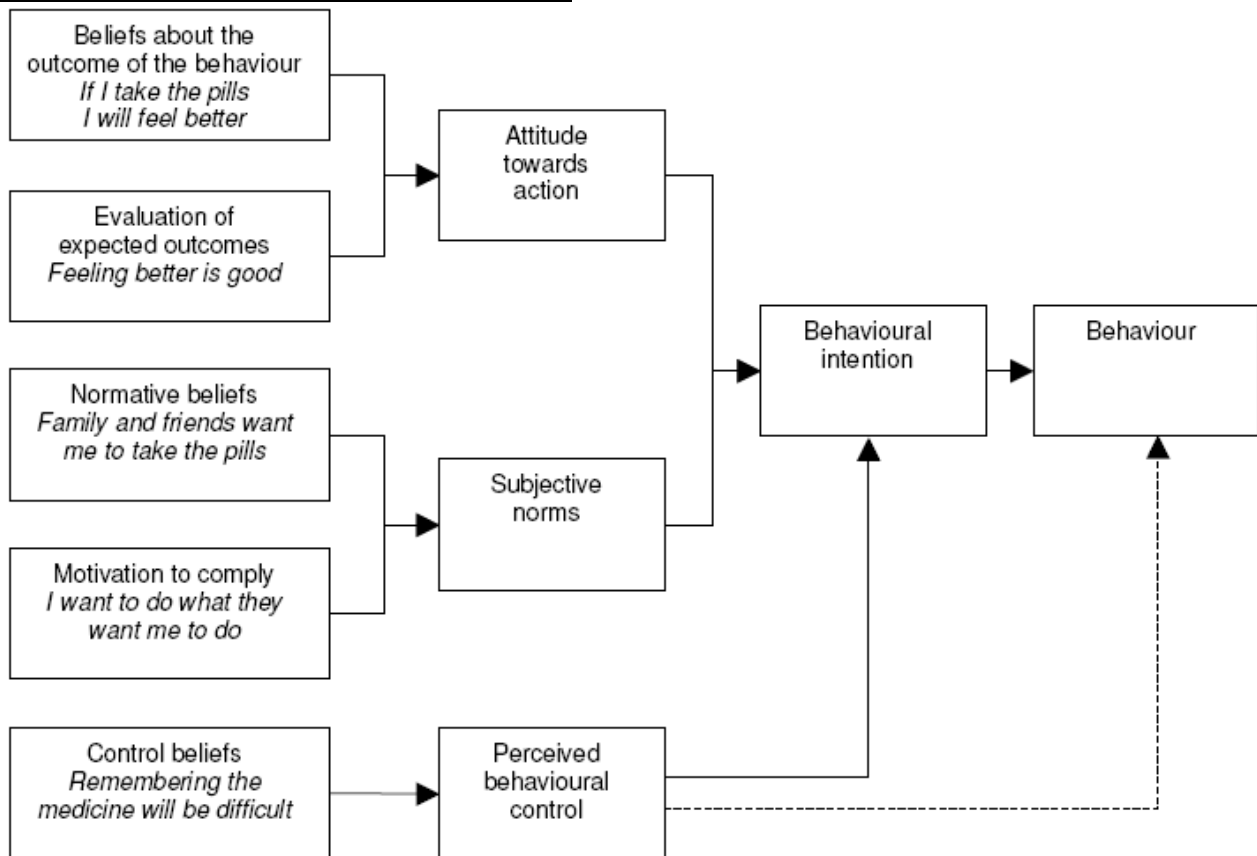 Beliefs about the
outcome of the behaviour
If I take the pills
I will feel better
Evaluation of
expected outcomes
Feeling better is good
Normative beliefs
Family and friends want
me to take the pills
Motivation to comply
I want to do what they
want me to do
Control beliefs
Remembering the
medicine will be difficult
Attitude
towards
action
Subjective
norms
Perceived
behavioural
control
Behavioural
intention
Behaviour